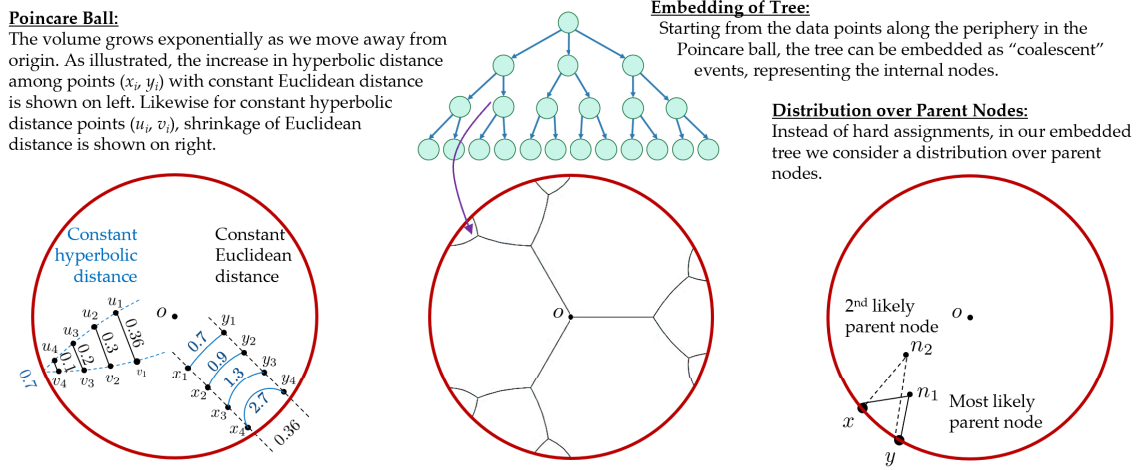 Poincare Ball:
The volume grows exponentially as we move away from
origin. As illustrated, the increase in hyperbolic distance
among points (xi, yi) with constant Euclidean distance
is shown on left. Likewise for constant hyperbolic
distance points (ui, vi), shrinkage of Euclidean
distance is shown on right.
Embedding of Tree:
Starting from the data points along the periphery in the
Poincare ball, the tree can be embedded as “coalescent”
events, representing the internal nodes.
Distribution over Parent Nodes:
Instead of hard assignments, in our embedded
tree we consider a distribution over parent
nodes.
Constant
hyperbolic
distance
Constant
Euclidean
distance
o
u1
u2
u3
u4
v1
v2
v3
v4
0.36
0.3
0.2
0.1
0.7
y1
y2
y3
y4
x1
x2
x3
x4
0.7
0.9
1.3
2.7
0.36
o
o
2nd likely
parent node
n2
n1
Most likely
parent node
x
y